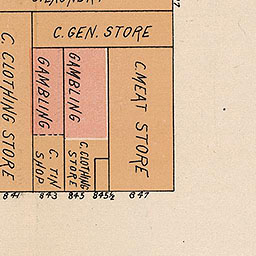 C. GEN. STORE
C. CLOTHING STORE
GAMBLING
GAMBLING
C. MEAT STORE
C. TIN
SHOP
C. CLOTHING
STORE
841
843
845
845½
847